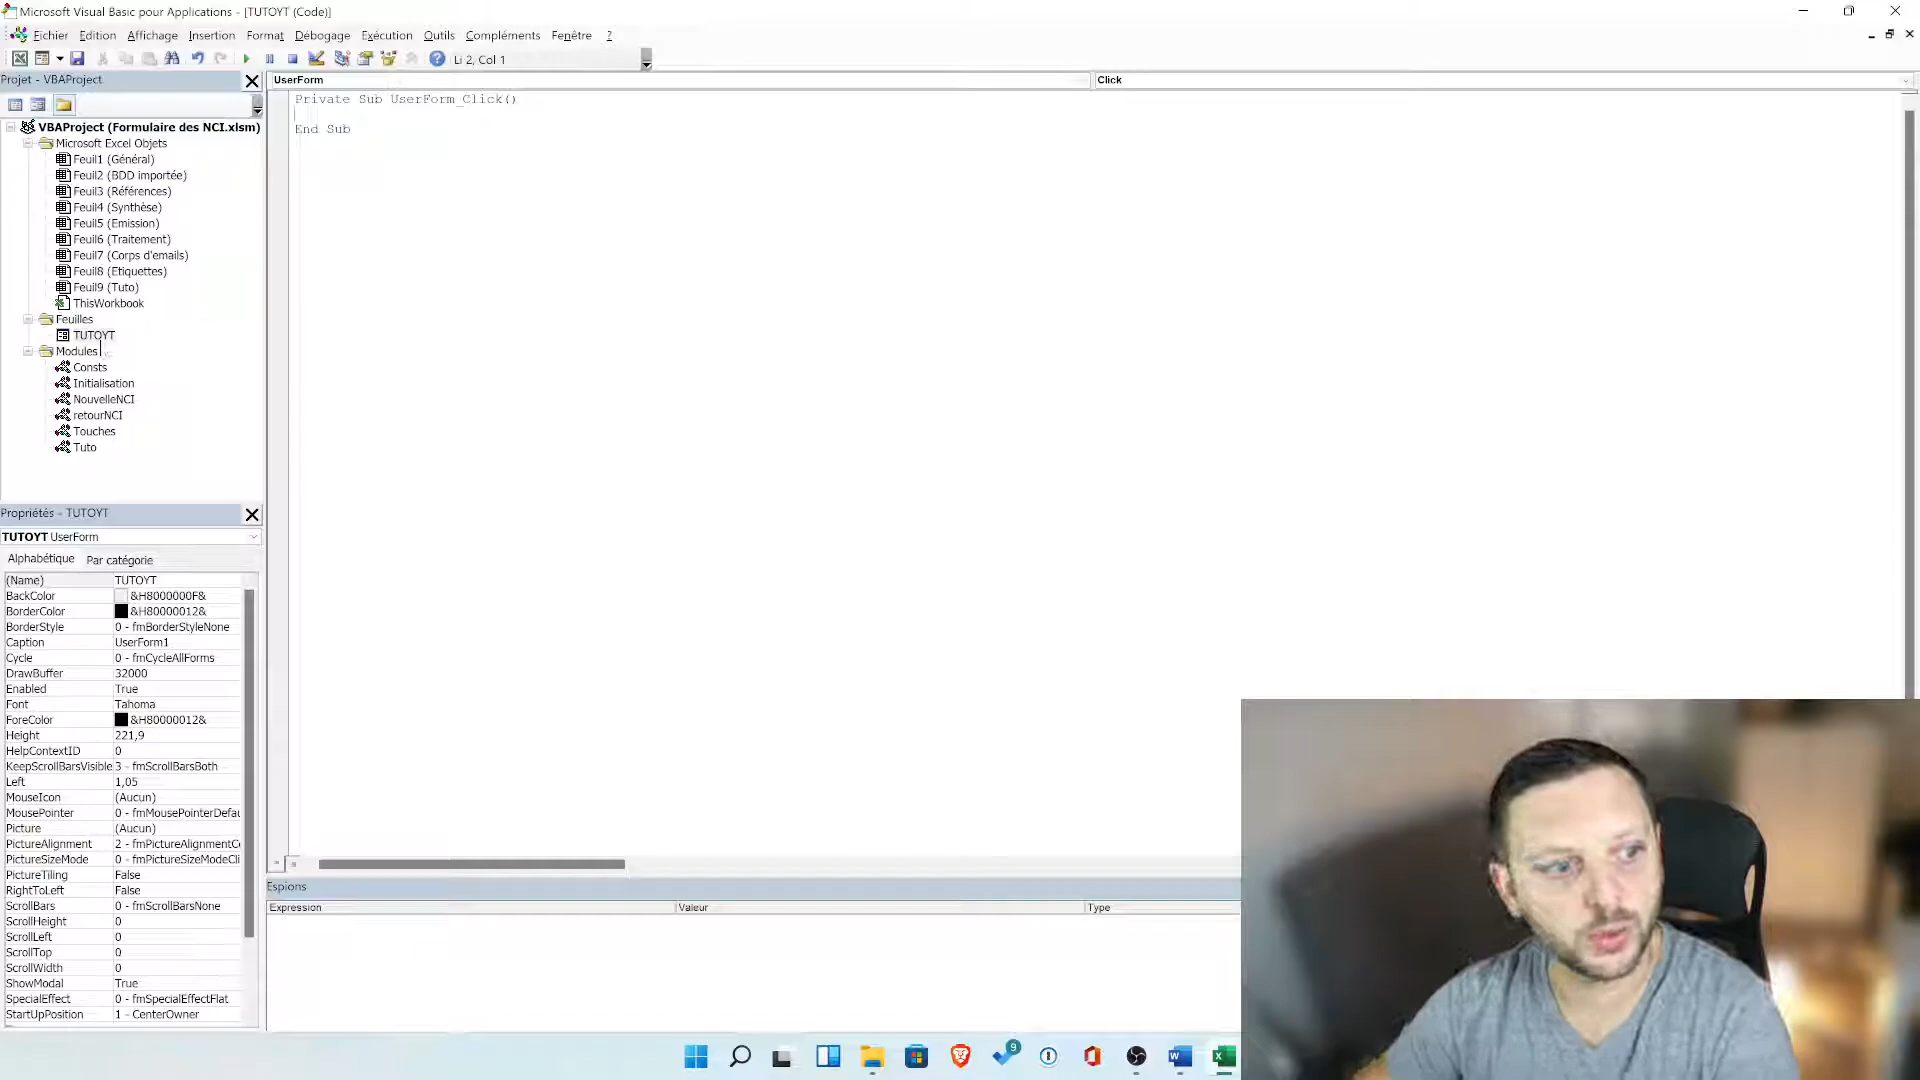 Microsoft Visual Basic pour Applications - [TUTOYT (Code)]
Fichier Edition Affichage Insertion Format Débogage Exécution Outils Compléments Fenêtre ?
Li 2, Col 1
Projet - VBAProject
UserForm
Click
Private Sub UserForm_Click()
End Sub
VBAProject (Formulaire des NCI.xlsm)
Microsoft Excel Objets
Feuil1 (Général)
Feuil2 (BDD importée)
Feuil3 (Références)
Feuil4 (Synthèse)
Feuil5 (Emission)
Feuil6 (Traitement)
Feuil7 (Corps d'emails)
Feuil8 (Etiquettes)
Feuil9 (Tuto)
ThisWorkbook
Feuilles
TUTOYT
Modules
Consts
Initialisation
NouvelleNCI
retourNCI
Touches
Tuto
Propriétés - TUTOYT
TUTOYT UserForm
Alphabétique Par catégorie
(Name) TUTOYT
BackColor &H8000000F&
BorderColor &H80000012&
BorderStyle 0 - fmBorderStyleNone
Caption UserForm1
Cycle 0 - fmCycleAllForms
DrawBuffer 32000
Enabled True
Font Tahoma
ForeColor &H80000012&
Height 221,9
HelpContextID 0
KeepScrollBarsVisible 3 - fmScrollBarsBoth
Left 1,05
MouseIcon (Aucun)
MousePointer 0 - fmMousePointerDefau
Picture (Aucun)
PictureAlignment 2 - fmPictureAlignmentC
PictureSizeMode 0 - fmPictureSizeModeCli
PictureTiling False
RightToLeft False
ScrollBars 0 - fmScrollBarsNone
ScrollHeight 0
ScrollLeft 0
ScrollTop 0
ScrollWidth 0
ShowModal True
SpecialEffect 0 - fmSpecialEffectFlat
StartUpPosition 1 - CenterOwner
Espions
Expression Valeur Type
9